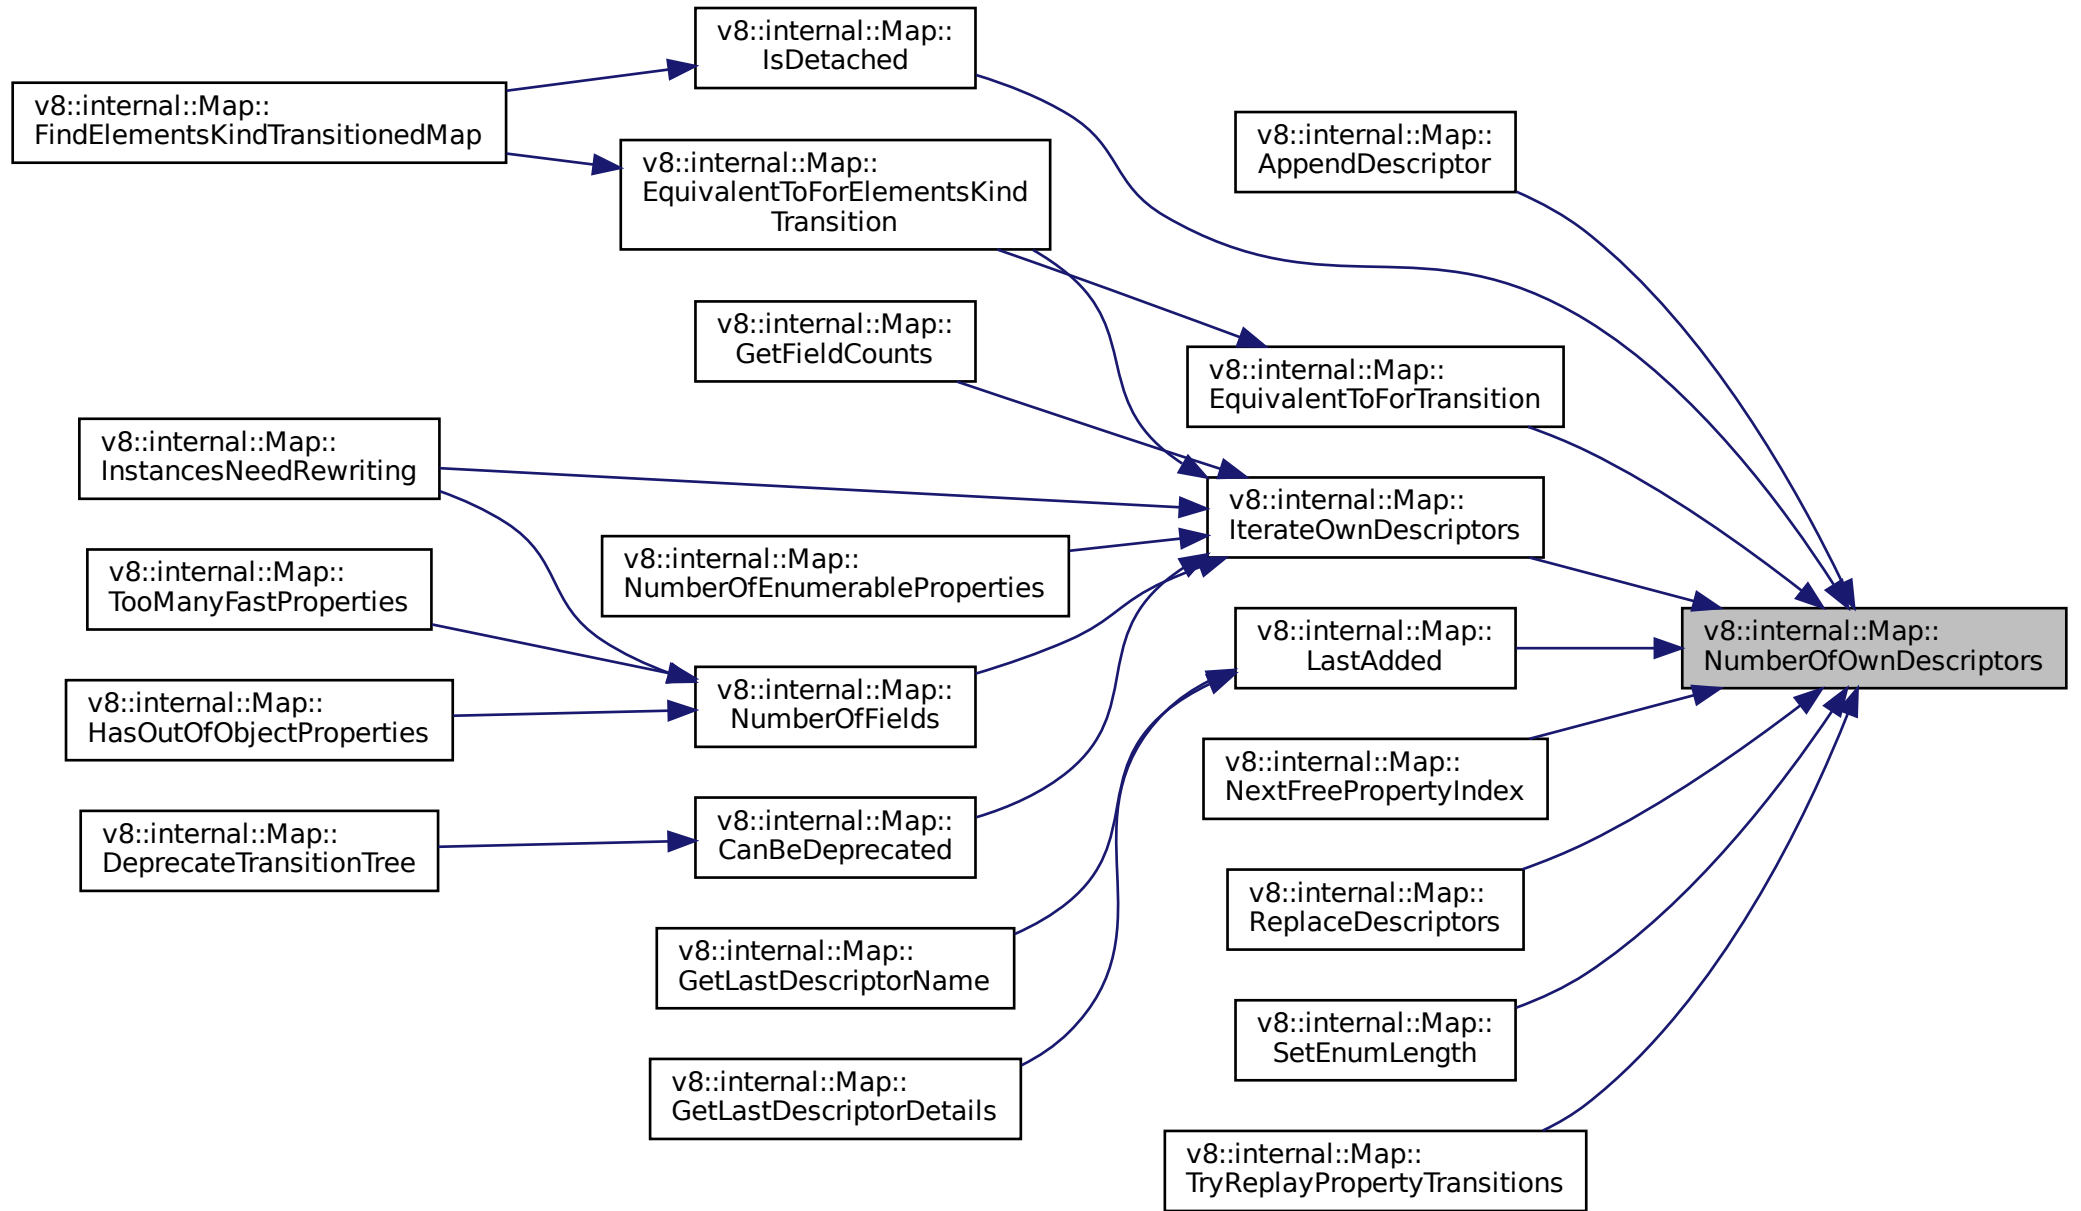 v8::internal::Map::
IsDetached
v8::internal::Map::
FindElementsKindTransitionedMap
v8::internal::Map::
AppendDescriptor
v8::internal::Map::
EquivalentToForElementsKind
Transition
v8::internal::Map::
GetFieldCounts
v8::internal::Map::
EquivalentToForTransition
v8::internal::Map::
InstancesNeedRewriting
v8::internal::Map::
IterateOwnDescriptors
v8::internal::Map::
NumberOfEnumerableProperties
v8::internal::Map::
TooManyFastProperties
v8::internal::Map::
LastAdded
v8::internal::Map::
NumberOfOwnDescriptors
v8::internal::Map::
NumberOfFields
v8::internal::Map::
HasOutOfObjectProperties
v8::internal::Map::
NextFreePropertyIndex
v8::internal::Map::
CanBeDeprecated
v8::internal::Map::
DeprecateTransitionTree
v8::internal::Map::
ReplaceDescriptors
v8::internal::Map::
GetLastDescriptorName
v8::internal::Map::
SetEnumLength
v8::internal::Map::
GetLastDescriptorDetails
v8::internal::Map::
TryReplayPropertyTransitions